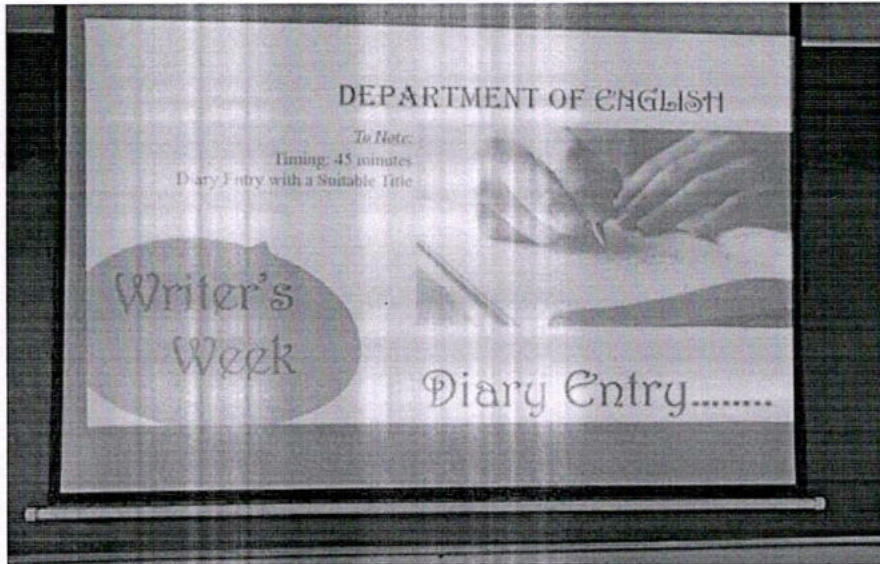 DEPARTMENT OF ENGLISH
To Note:
Timing: 45 minutes
Diary Entry with a Suitable Title
Writer's
Week
Diary Entry........